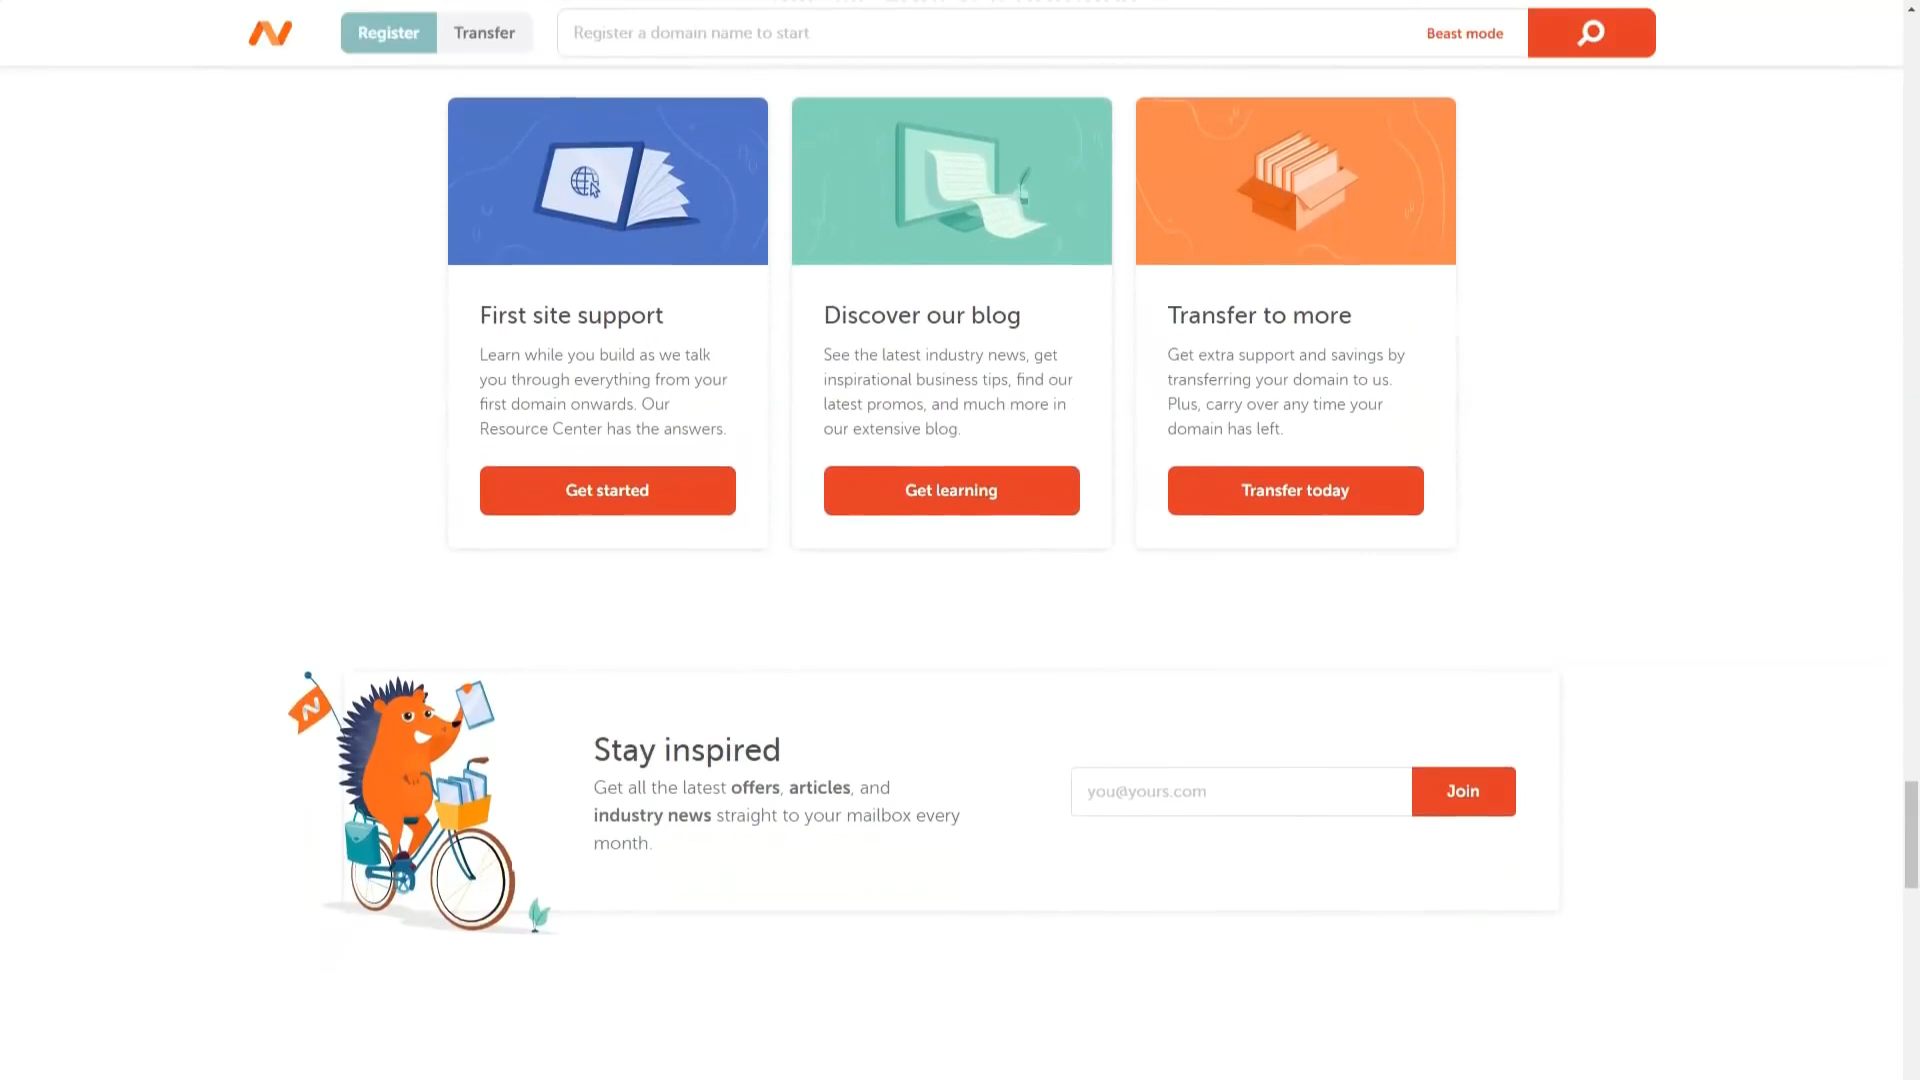 Register
Transfer
Register a domain name to start
Beast mode
First site support
Learn while you build as we talk
you through everything from your
first domain onwards. Our
Resource Center has the answers.
Get started
Discover our blog
See the latest industry news, get
inspirational business tips, find our
latest promos, and much more in
our extensive blog.
Get learning
Transfer to more
Get extra support and savings by
transferring your domain to us.
Plus, carry over any time your
domain has left.
Transfer today
Stay inspired
Get all the latest offers, articles, and
industry news straight to your mailbox every
month.
you@yours.com
Join